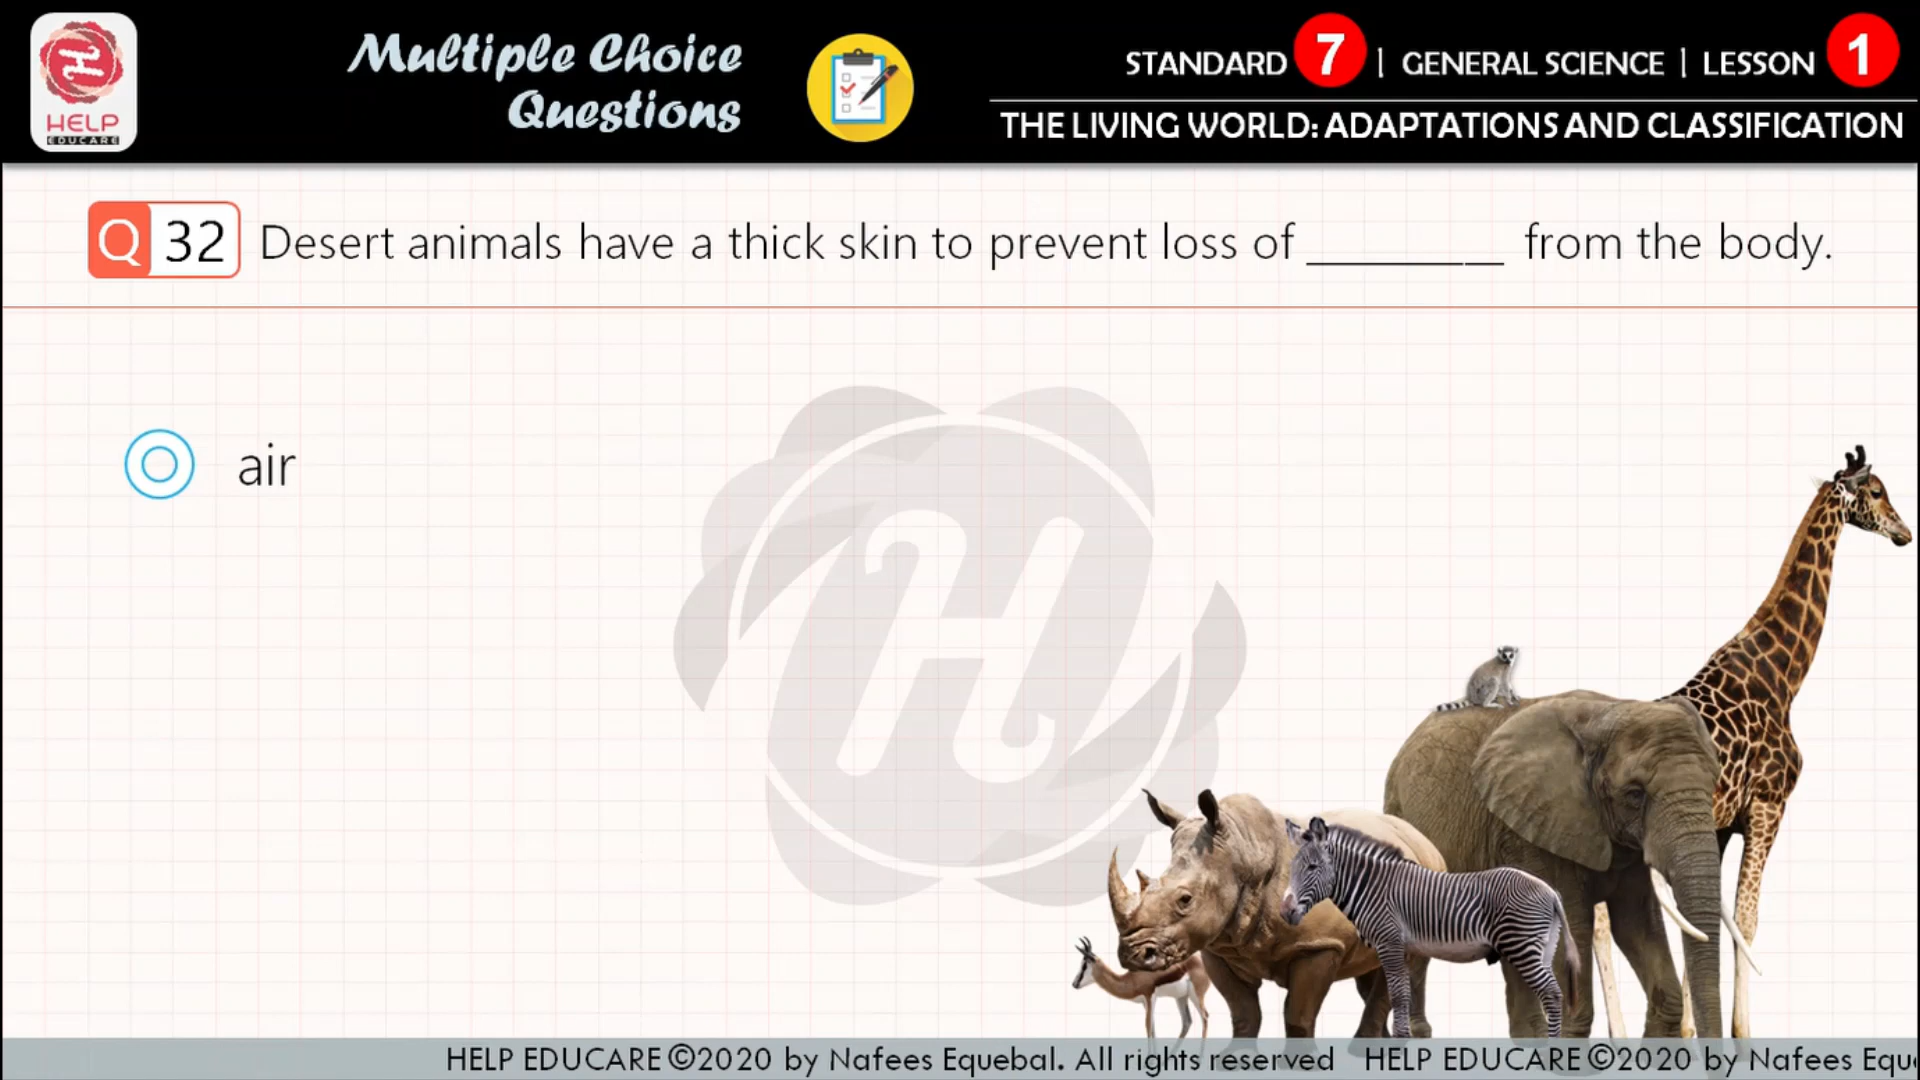 HELP
EDUCARE
Multiple Choice
Questions
STANDARD 7 | GENERAL SCIENCE | LESSON 1
THE LIVING WORLD: ADAPTATIONS AND CLASSIFICATION
Q 32 Desert animals have a thick skin to prevent loss of ________ from the body.
air
HELP EDUCARE ©2020 by Nafees Equebal. All rights reserved HELP EDUCARE ©2020 by Nafees Eque